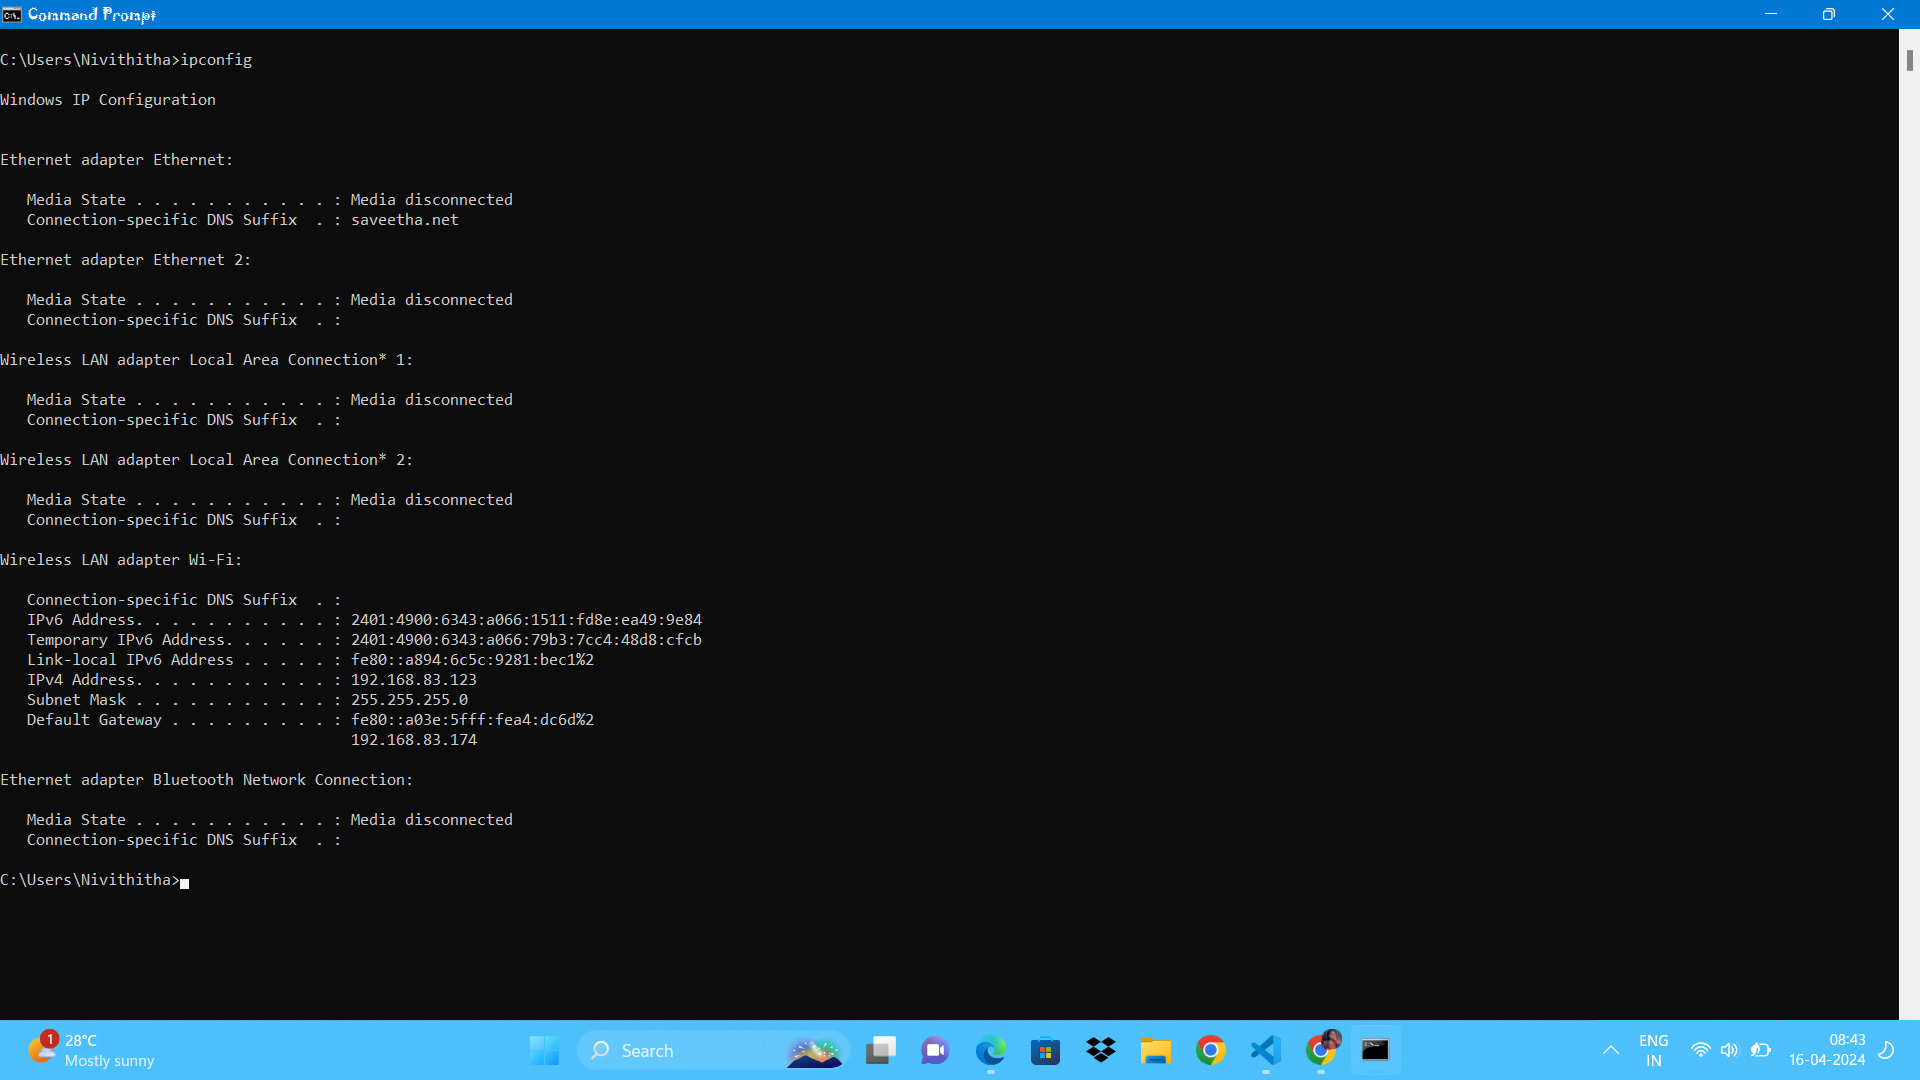 Command Prompt
C:\Users\Nivithitha>ipconfig
Windows IP Configuration
Ethernet adapter Ethernet:
   Media State . . . . . . . . . . . : Media disconnected
   Connection-specific DNS Suffix  . : saveetha.net
Ethernet adapter Ethernet 2:
   Media State . . . . . . . . . . . : Media disconnected
   Connection-specific DNS Suffix  . :
Wireless LAN adapter Local Area Connection* 1:
   Media State . . . . . . . . . . . : Media disconnected
   Connection-specific DNS Suffix  . :
Wireless LAN adapter Local Area Connection* 2:
   Media State . . . . . . . . . . . : Media disconnected
   Connection-specific DNS Suffix  . :
Wireless LAN adapter Wi-Fi:
   Connection-specific DNS Suffix  . :
   IPv6 Address. . . . . . . . . . . : 2401:4900:6343:a066:1511:fd8e:ea49:9e84
   Temporary IPv6 Address. . . . . . : 2401:4900:6343:a066:79b3:7cc4:48d8:cfcb
   Link-local IPv6 Address . . . . . : fe80::a894:6c5c:9281:bec1%2
   IPv4 Address. . . . . . . . . . . : 192.168.83.123
   Subnet Mask . . . . . . . . . . . : 255.255.255.0
   Default Gateway . . . . . . . . . : fe80::a03e:5fff:fea4:dc6d%2
                                       192.168.83.174
Ethernet adapter Bluetooth Network Connection:
   Media State . . . . . . . . . . . : Media disconnected
   Connection-specific DNS Suffix  . :
C:\Users\Nivithitha>
1
28°C
Mostly sunny
Search
ENG
IN
08:43
16-04-2024